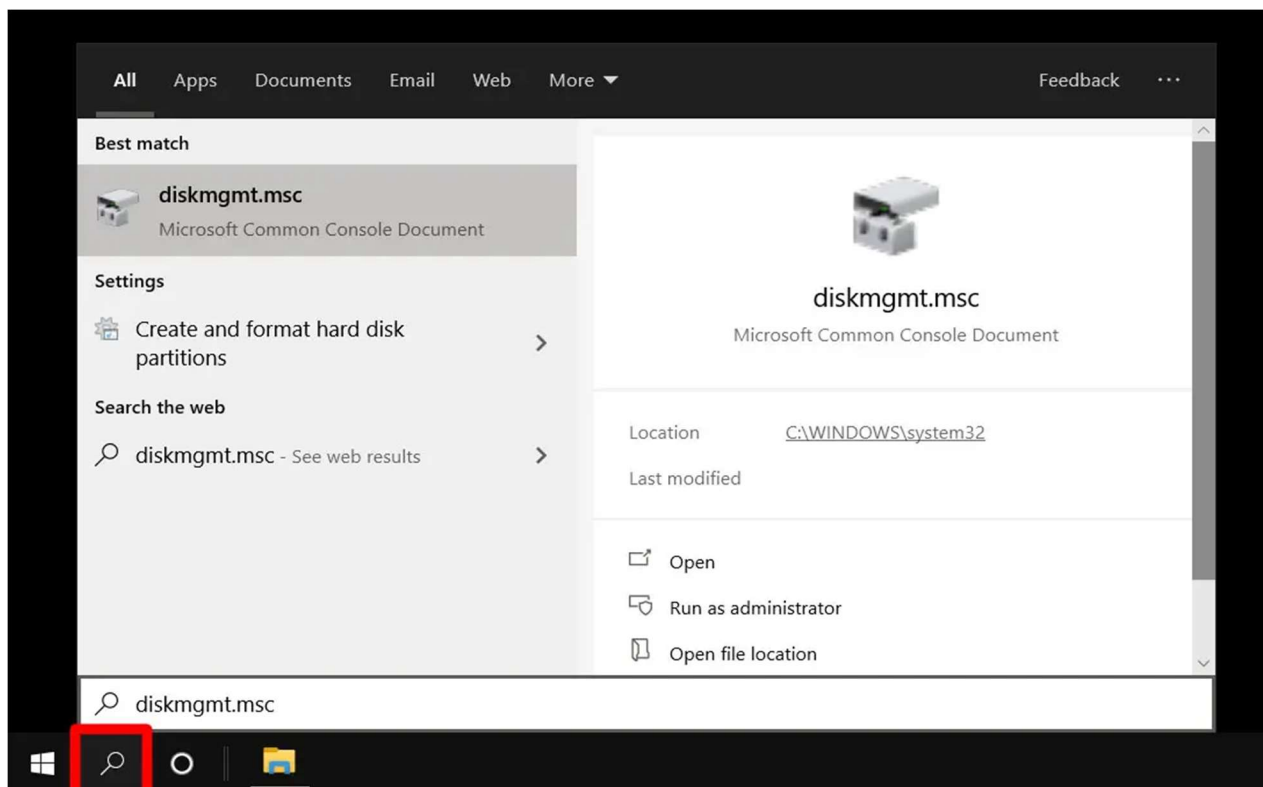 All Apps Documents Email Web More Feedback ...
Best match
diskmgmt.msc
Microsoft Common Console Document
Settings
Create and format hard disk
partitions
Search the web
diskmgmt.msc - See web results
diskmgmt.msc
Microsoft Common Console Document
Location C:\WINDOWS\system32
Last modified
Open
Run as administrator
Open file location
diskmgmt.msc